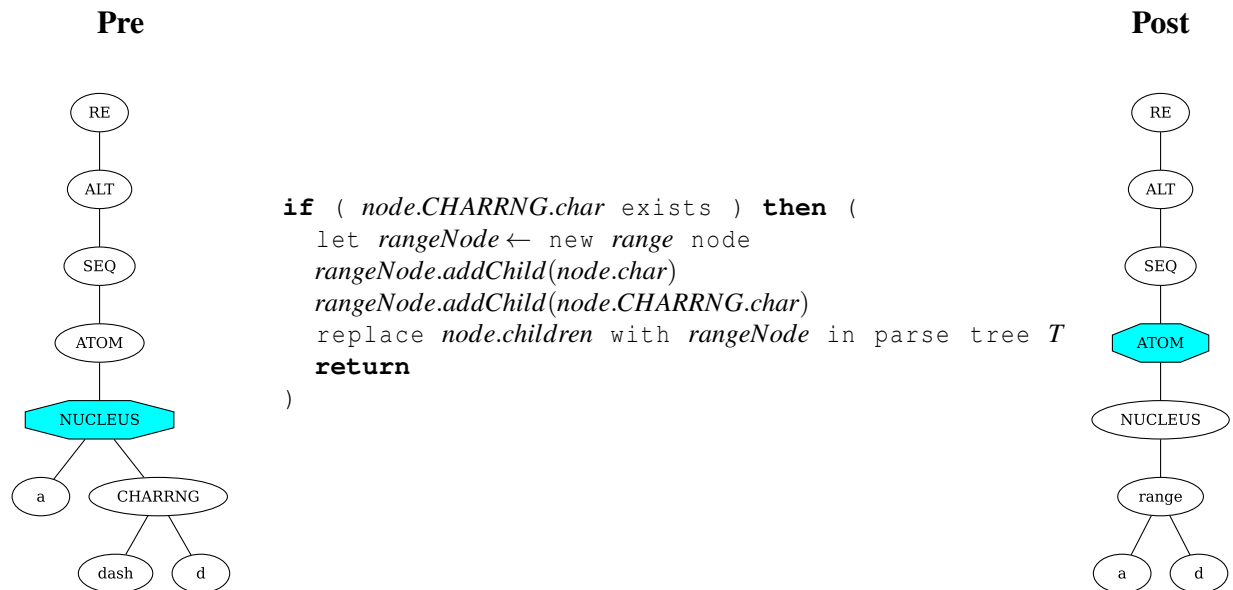 Pre
Post
RE
ALT
SEQ
ATOM
NUCLEUS
a
CHARRNG
dash
d
if ( node.CHARRNG.char exists ) then (
let rangeNode ← new range node
rangeNode.addChild(node.char)
rangeNode.addChild(node.CHARRNG.char)
replace node.children with rangeNode in parse tree T
return
)
RE
ALT
SEQ
ATOM
NUCLEUS
range
a
d